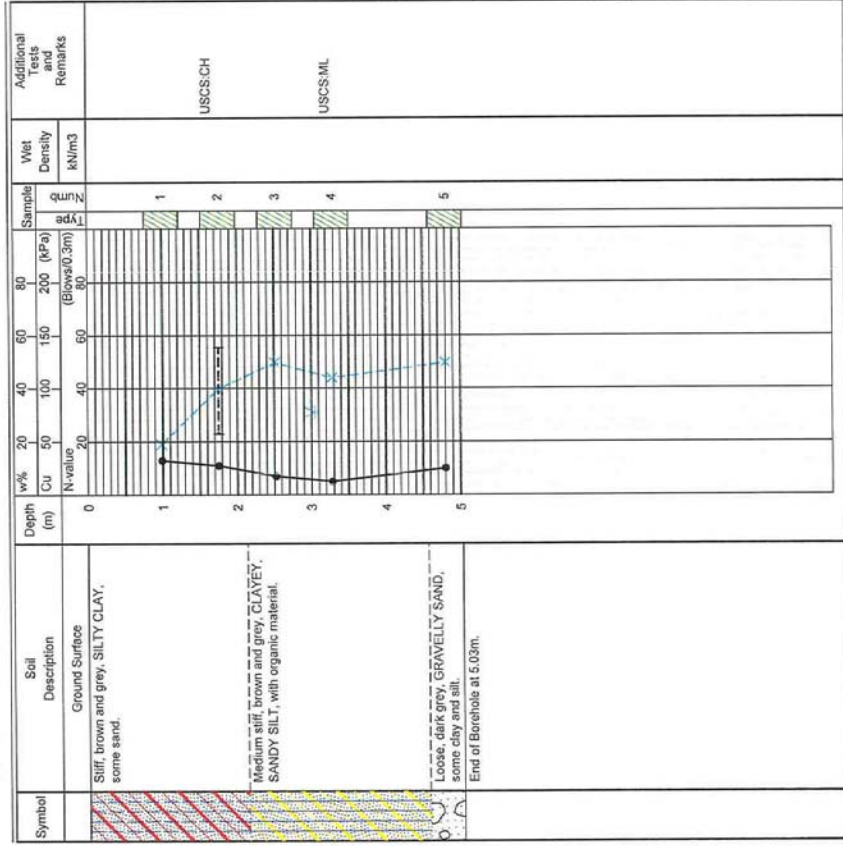 Symbol
Soil
Description
Depth
(m)
w% 20 40 60 80
Cu 50 100 150 200 (kPa)
N-value (Blows/0.3m)
20 40 60 80
Sample
Type
Numb
Wet
Density
kN/m3
Additional
Tests
and
Remarks
Ground Surface
0
Stiff, brown and grey, SILTY CLAY,
some sand.
1
1
2
USCS:CH
2
Medium stiff, brown and grey, CLAYEY,
SANDY SILT, with organic material.
3
3
4
USCS:ML
4
Loose, dark grey, GRAVELLY SAND,
some clay and silt.
5
5
End of Borehole at 5.03m.